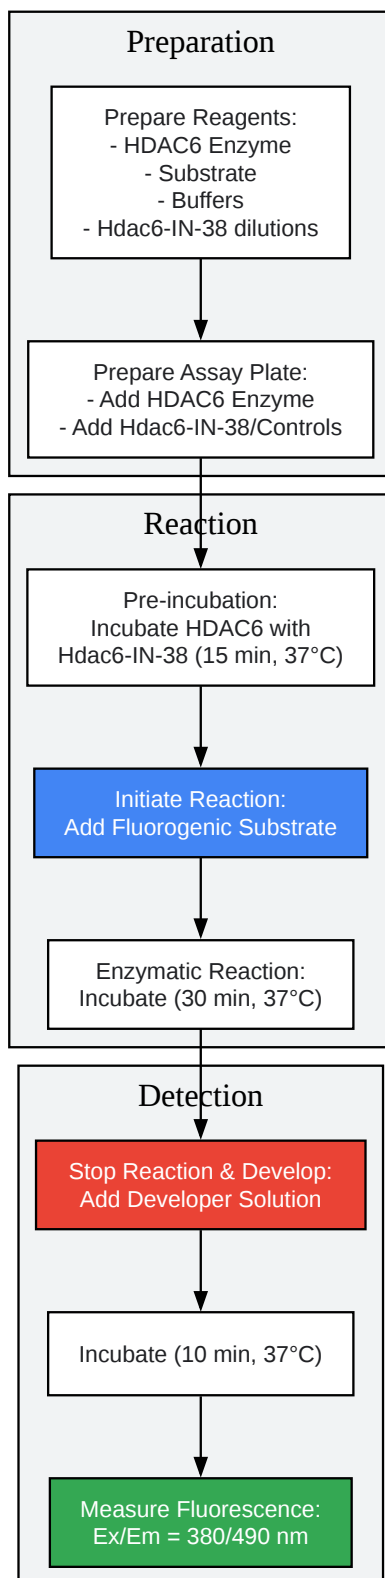 Preparation
Prepare Reagents:
- HDAC6 Enzyme
- Substrate
- Buffers
- Hdac6-IN-38 dilutions
Prepare Assay Plate:
- Add HDAC6 Enzyme
- Add Hdac6-IN-38/Controls
Reaction
Pre-incubation:
Incubate HDAC6 with
Hdac6-IN-38 (15 min, 37°C)
Initiate Reaction:
Add Fluorogenic Substrate
Enzymatic Reaction:
Incubate (30 min, 37°C)
Detection
Stop Reaction & Develop:
Add Developer Solution
Incubate (10 min, 37°C)
Measure Fluorescence:
Ex/Em = 380/490 nm